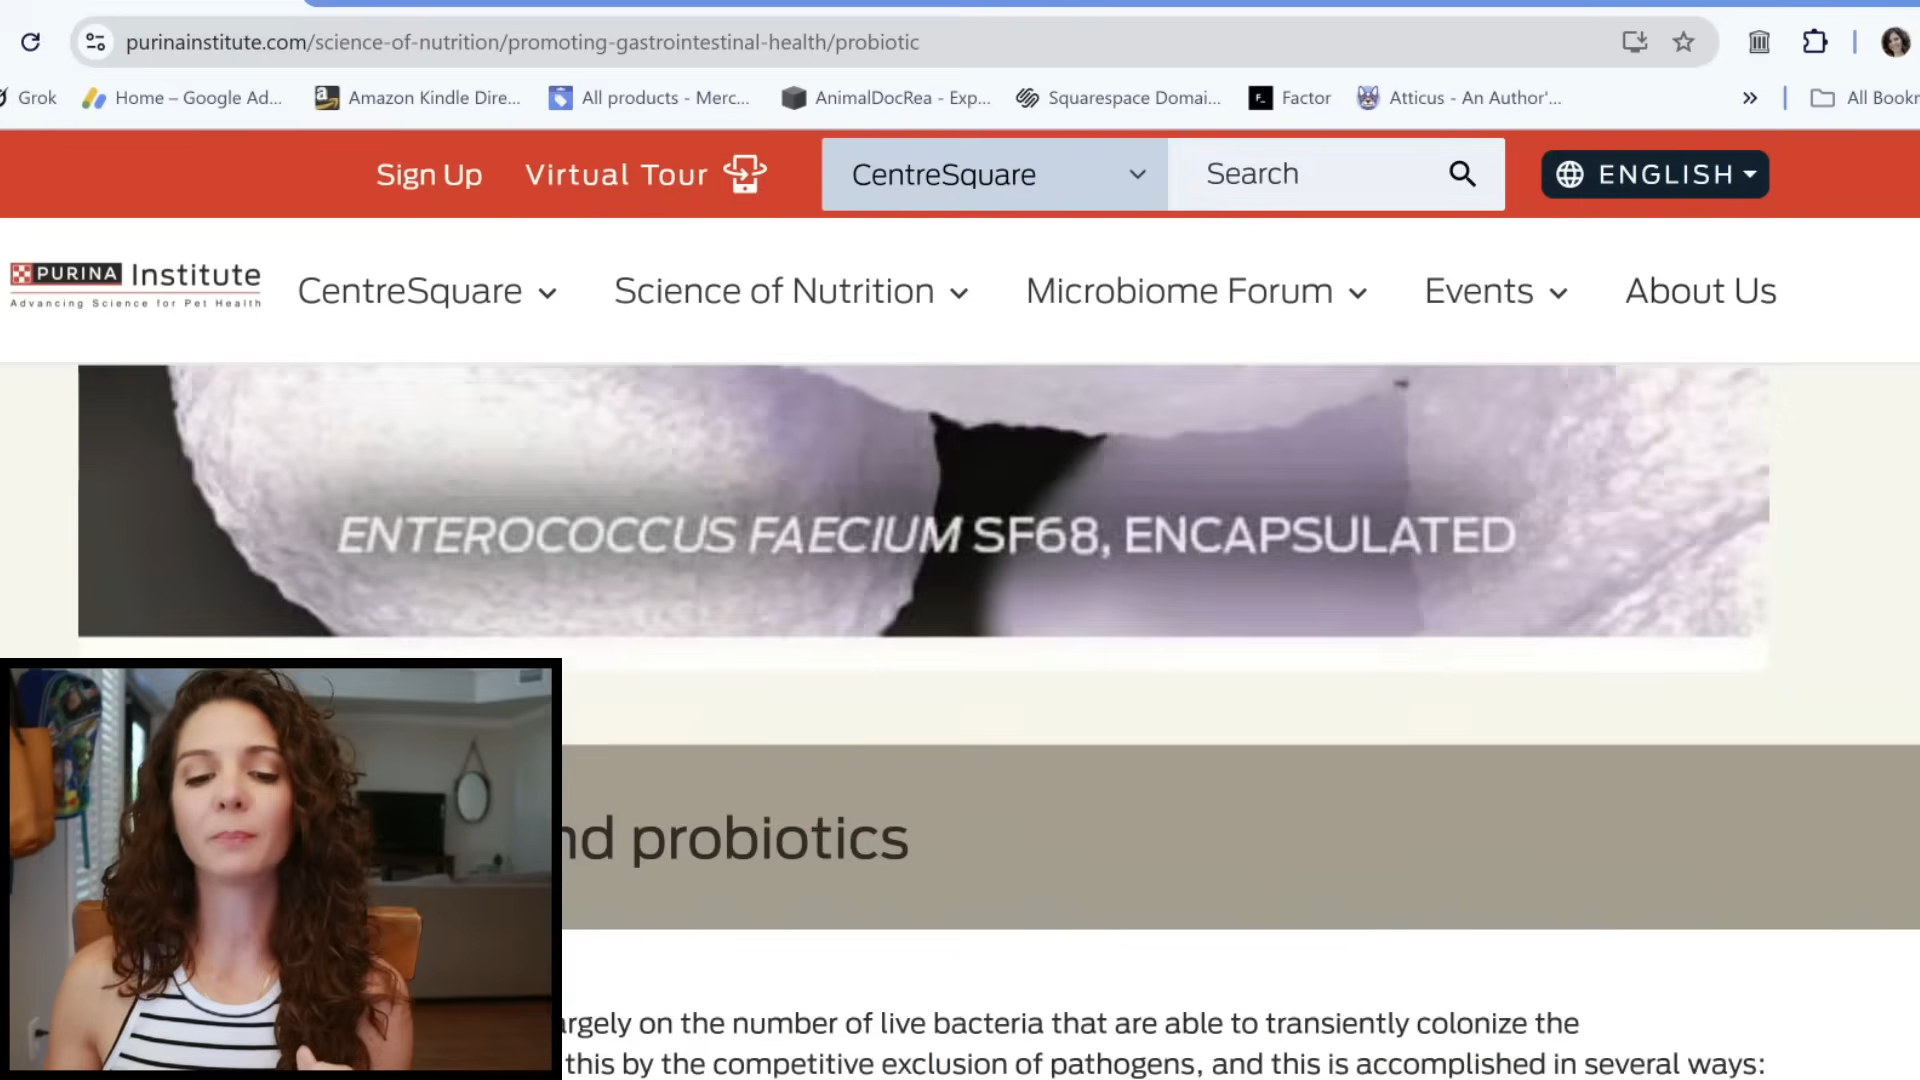 purinainstitute.com/science-of-nutrition/promoting-gastrointestinal-health/probiotic
Grok Home – Google Ad... Amazon Kindle Dire... All products - Merc... AnimalDocRea - Exp... Squarespace Domai... Factor Atticus - An Author'... » All Bookr
Sign Up Virtual Tour CentreSquare Search ENGLISH
PURINA Institute
Advancing Science for Pet Health
CentreSquare Science of Nutrition Microbiome Forum Events About Us
ENTEROCOCCUS FAECIUM SF68, ENCAPSULATED
nd probiotics
argely on the number of live bacteria that are able to transiently colonize the
this by the competitive exclusion of pathogens, and this is accomplished in several ways: